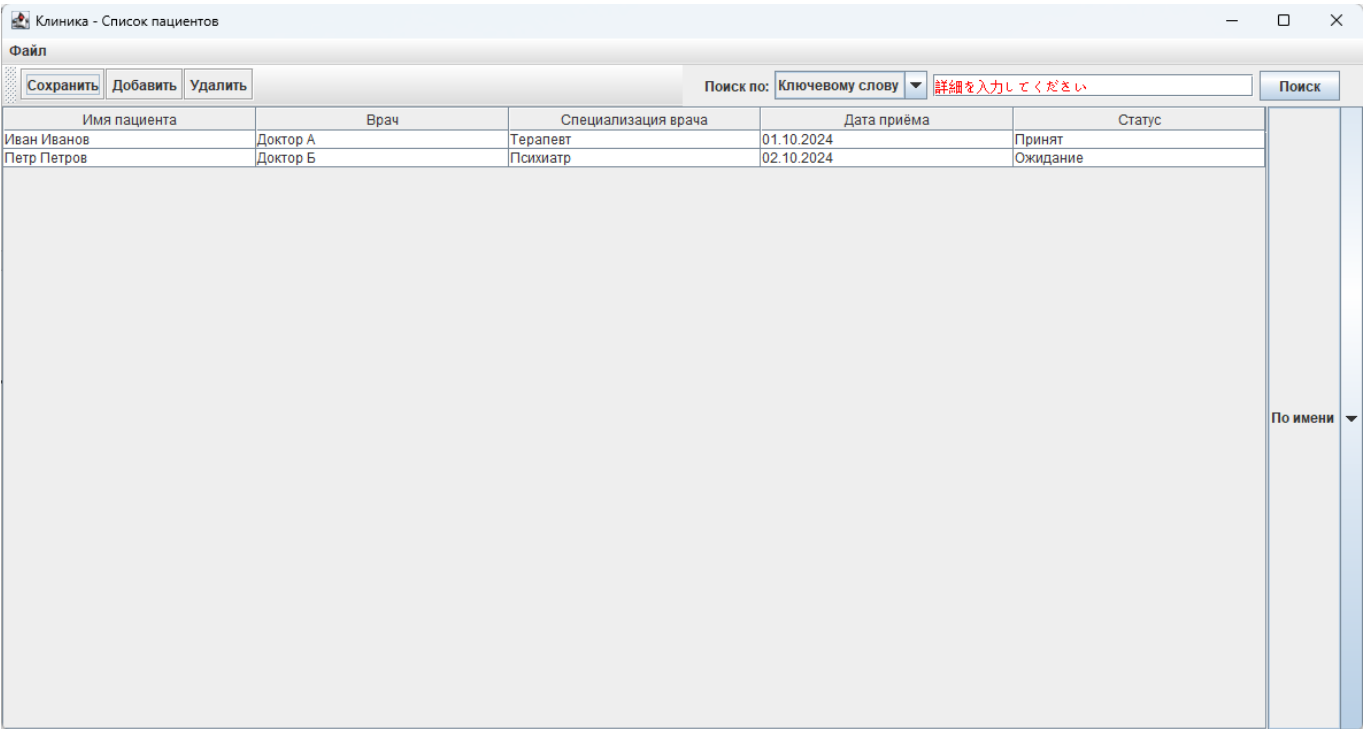 Клиника - Список пациентов
Файл
Сохранить Добавить Удалить Поиск по: Ключевому слову 詳細を入力してください Поиск
Имя пациента Врач Специализация врача Дата приёма Статус
Иван Иванов Доктор А Терапевт 01.10.2024 Принят
Петр Петров Доктор Б Психиатр 02.10.2024 Ожидание
По имени